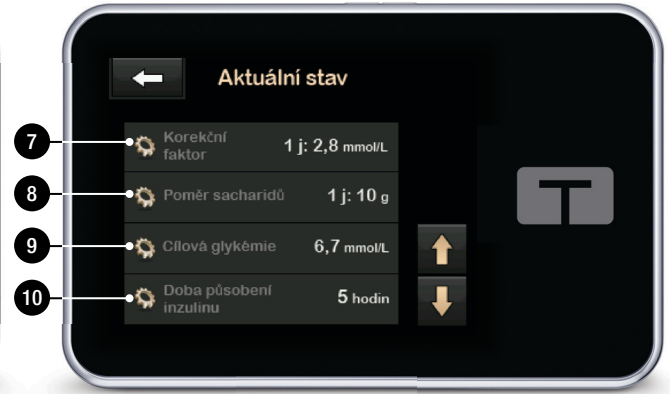 Aktuální stav
7 Korekční faktor 1 j: 2,8 mmol/L
8 Poměr sacharidů 1 j: 10 g
9 Cílová glykémie 6,7 mmol/L
10 Doba působení inzulinu 5 hodin